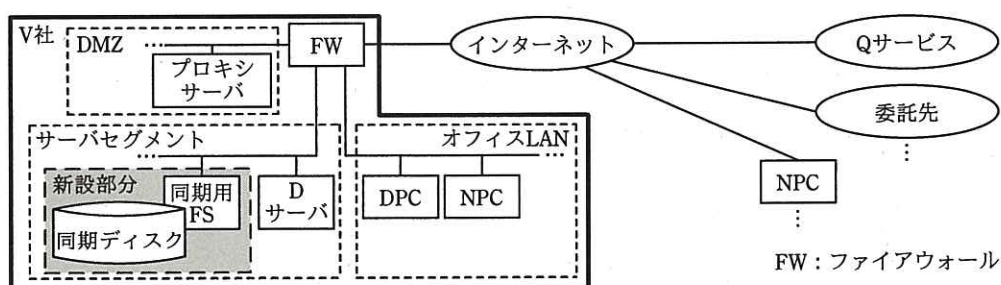 V社
DMZ
…
プロキシ
サーバ
FW
インターネット
Qサービス
委託先
⋮
サーバセグメント
…
新設部分
同期用
FS
同期ディスク
D
サーバ
オフィスLAN
…
DPC
NPC
NPC
⋮
FW：ファイアウォール